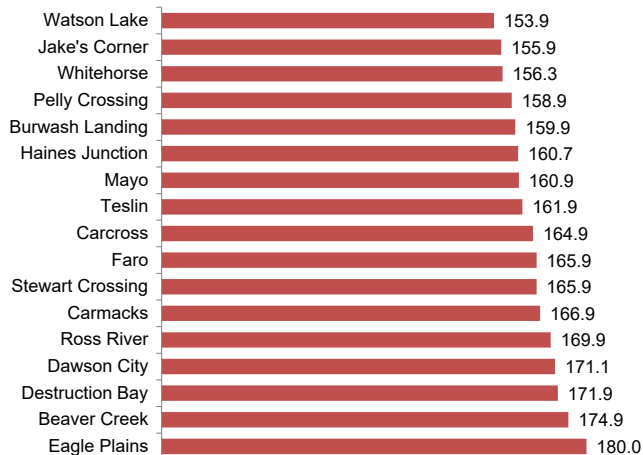 Watson Lake 153.9
Jake's Corner 155.9
Whitehorse 156.3
Pelly Crossing 158.9
Burwash Landing 159.9
Haines Junction 160.7
Mayo 160.9
Teslin 161.9
Carcross 164.9
Faro 165.9
Stewart Crossing 165.9
Carmacks 166.9
Ross River 169.9
Dawson City 171.1
Destruction Bay 171.9
Beaver Creek 174.9
Eagle Plains 180.0